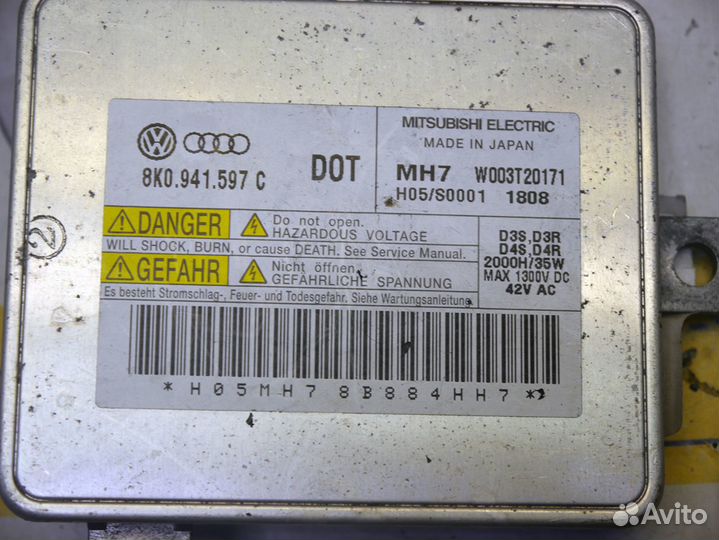 MITSUBISHI ELECTRIC
MADE IN JAPAN
8K0.941.597 C
DOT
MH7 W003T20171
H05/S0001 1808
DANGER
Do not open.
HAZARDOUS VOLTAGE
WILL SHOCK, BURN, or cause DEATH. See Service Manual.
GEFAHR
Nicht öffnen.
GEFÄHRLICHE SPANNUNG
Es besteht Stromschlag-, Feuer- und Todesgefahr. Siehe Wartungsanleitung.
D3S,D3R
D4S,D4R
2000H/35W
MAX 1300V DC
42V AC
*H05MH78B884HH7*
2
Avito